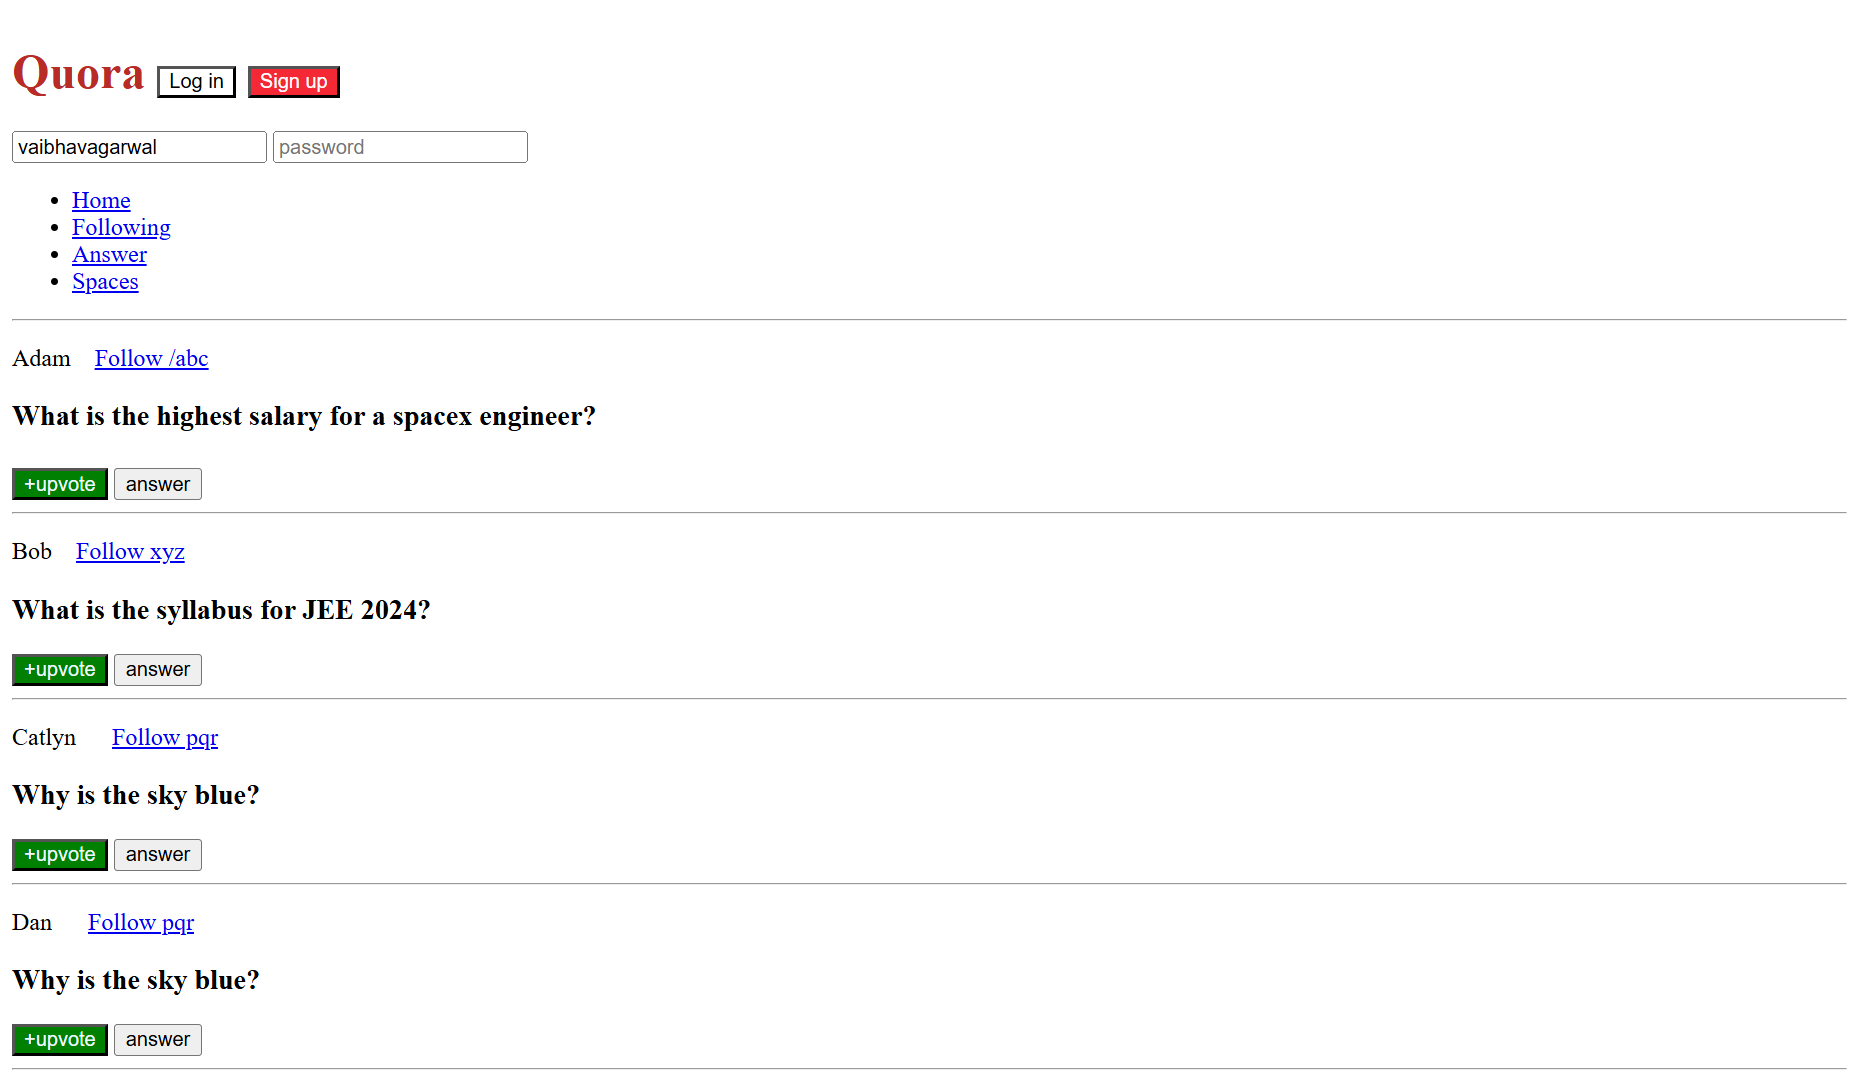 Quora Log in Sign up
vaibhavagarwal password
Home
Following
Answer
Spaces
Adam Follow /abc
What is the highest salary for a spacex engineer?
+upvote answer
Bob Follow xyz
What is the syllabus for JEE 2024?
+upvote answer
Catlyn Follow pqr
Why is the sky blue?
+upvote answer
Dan Follow pqr
Why is the sky blue?
+upvote answer